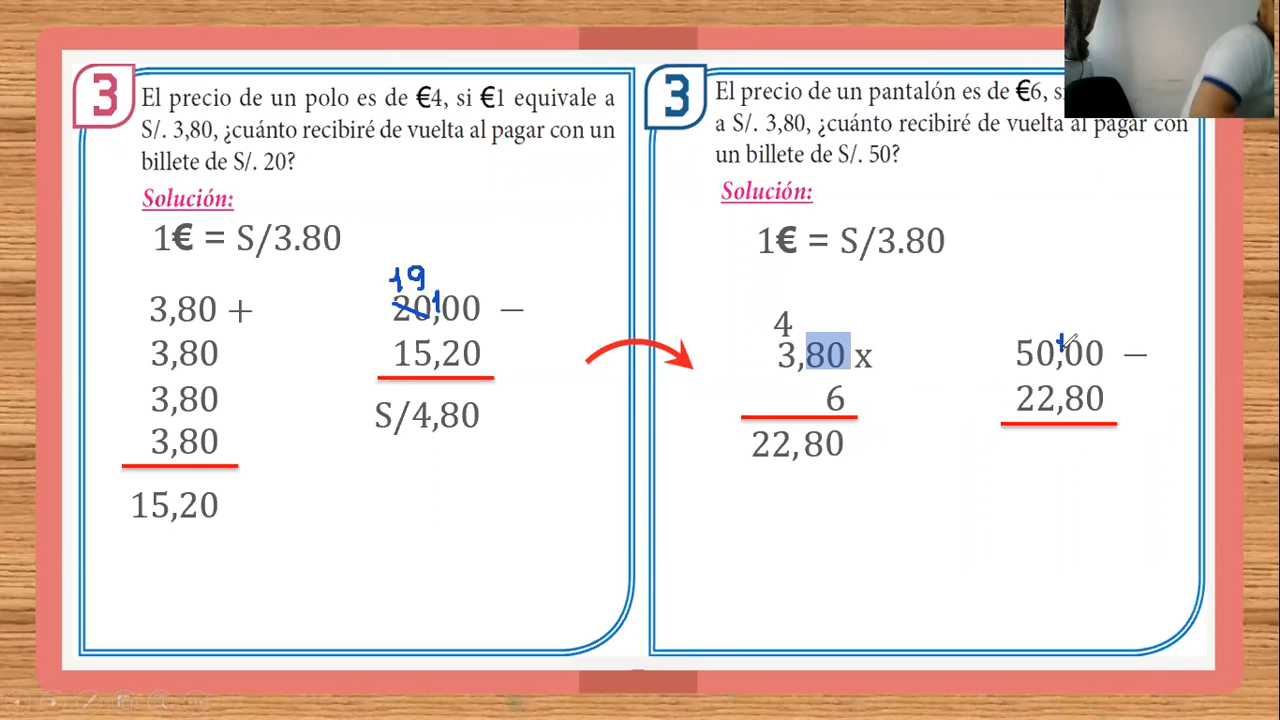 3
El precio de un polo es de €4, si €1 equivale a
S/. 3,80, ¿cuánto recibiré de vuelta al pagar con un
billete de S/. 20?
Solución:
1€ = S/3.80
19
3,80 +
20,00 –
1
3,80
15,20
3,80
S/4,80
3,80
15,20
3
El precio de un pantalón es de €6,
a S/. 3,80, ¿cuánto recibiré de vuelta al pagar con
un billete de S/. 50?
Solución:
1€ = S/3.80
4
3,80 x
6
22,80
1
50,00 –
22,80